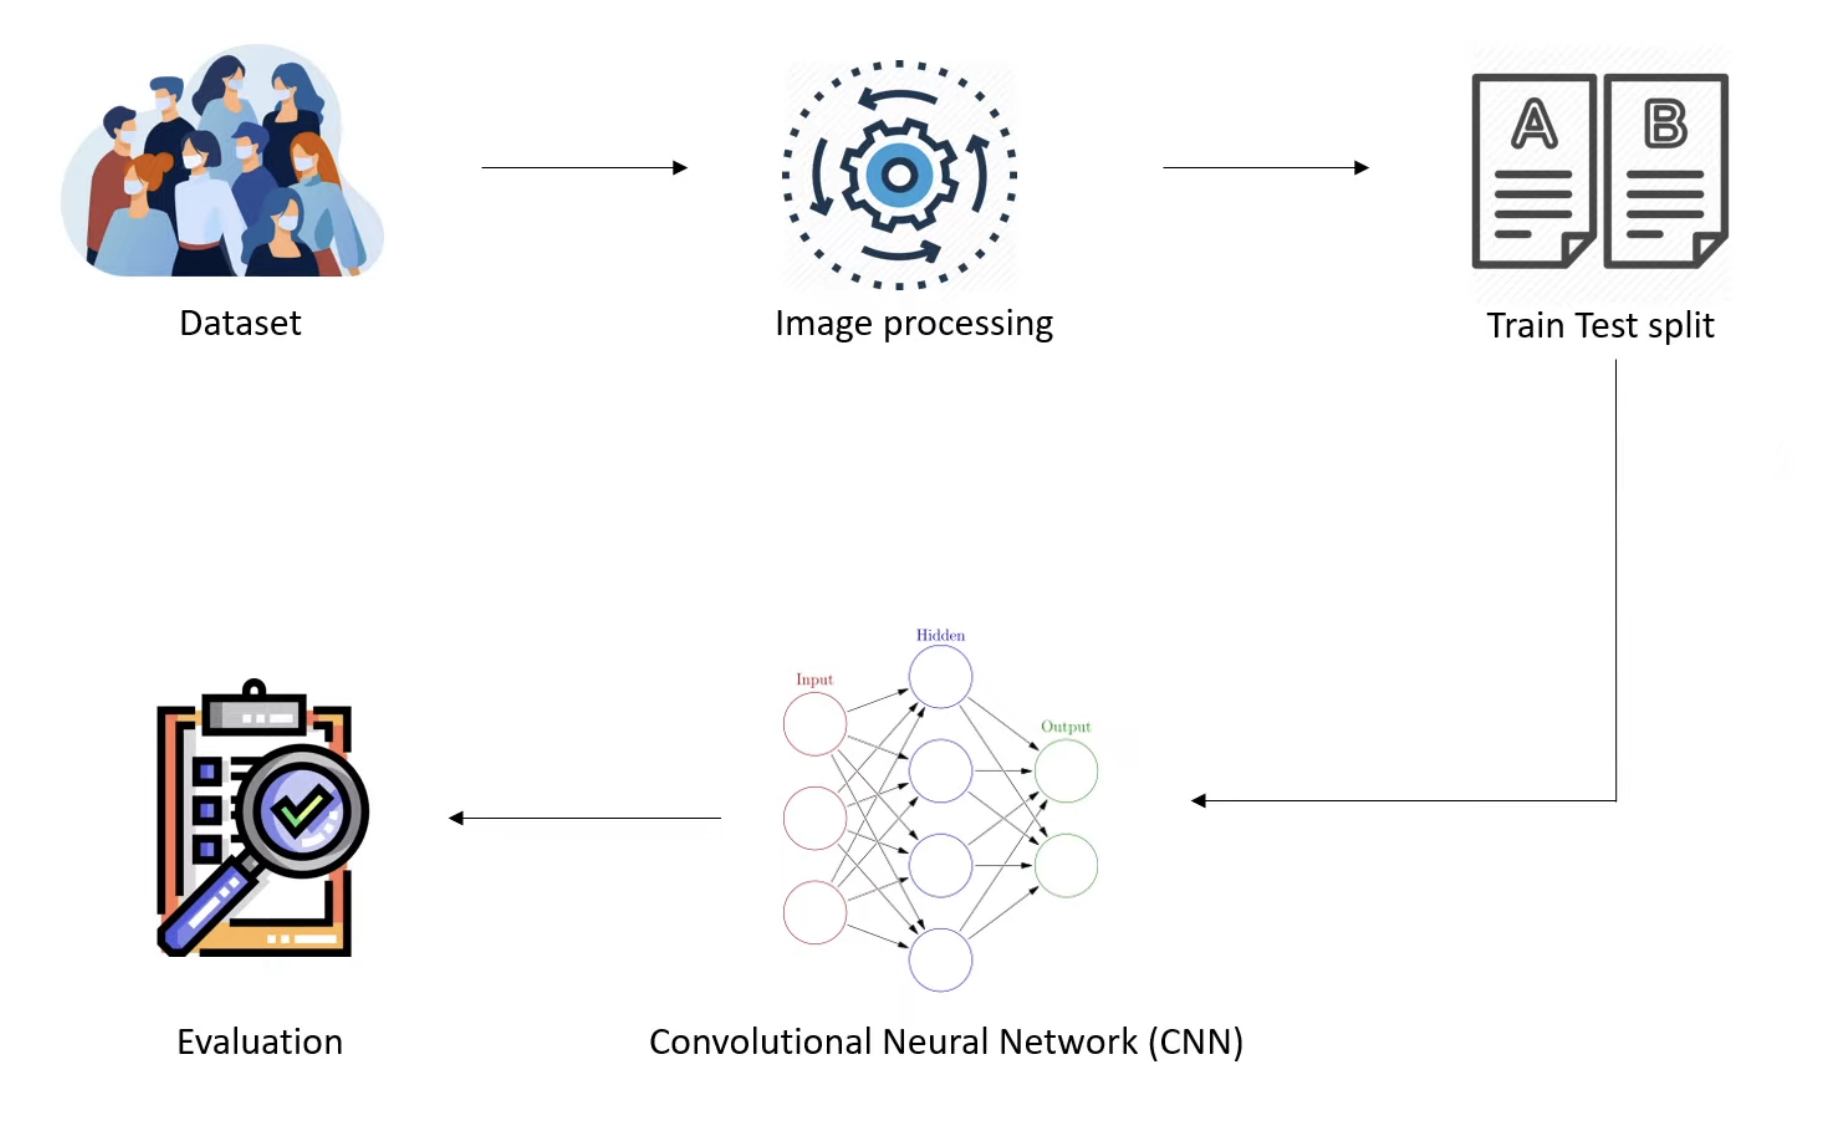 A
B
Dataset
Image processing
Train Test split
Hidden
Input
Output
Evaluation
Convolutional Neural Network (CNN)